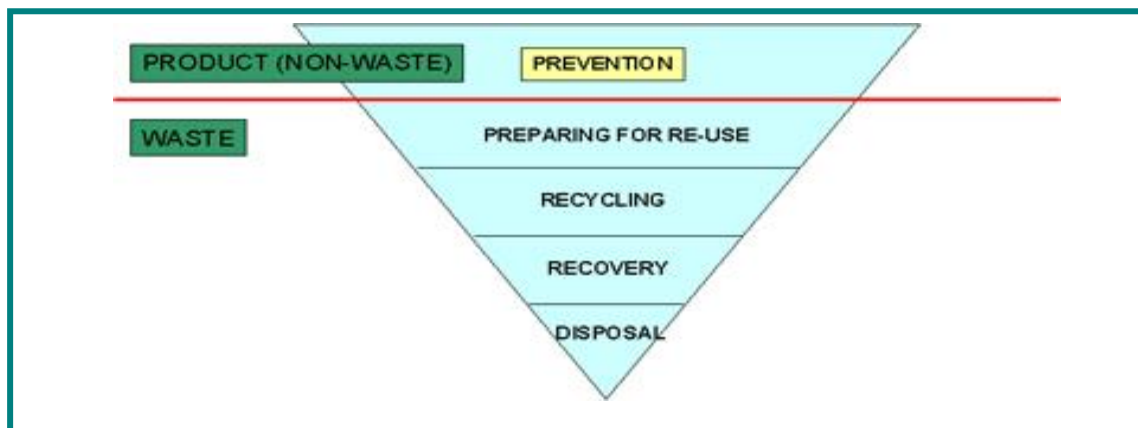 PRODUCT (NON-WASTE)
PREVENTION
WASTE
PREPARING FOR RE-USE
RECYCLING
RECOVERY
DISPOSAL